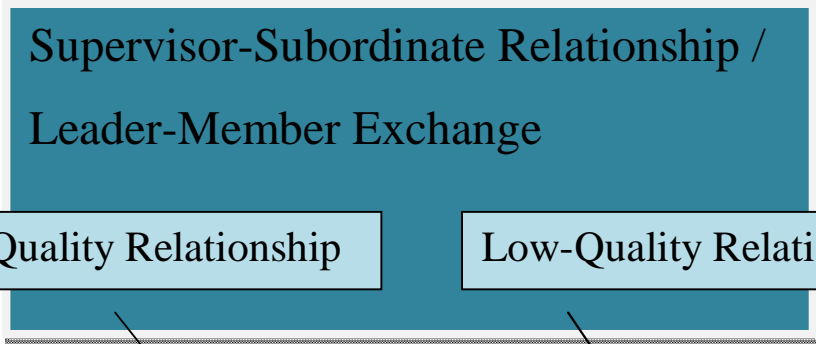 Supervisor-Subordinate Relationship /
Leader-Member Exchange
Quality Relationship
Low-Quality Relati